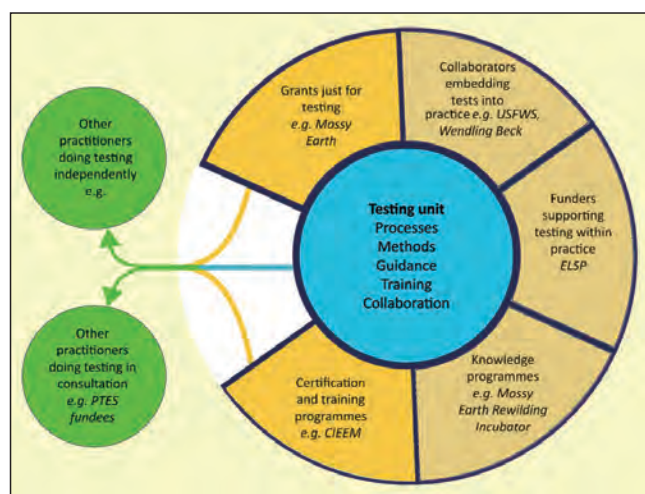 Grants just for
testing
e.g. Mossy
Earth
Collaborators
embedding
tests into
practice e.g. USFWS,
Wendling Beck
Funders
supporting
testing within
practice
ELSP
Knowledge
programmes
e.g. Mossy
Earth Rewilding
Incubator
Certification
and training
programmes
e.g. CIEEM
Testing unit
Processes
Methods
Guidance
Training
Collaboration
Other
practitioners
doing testing
independently
e.g.
Other
practitioners
doing testing in
consultation
e.g. PTES
fundees